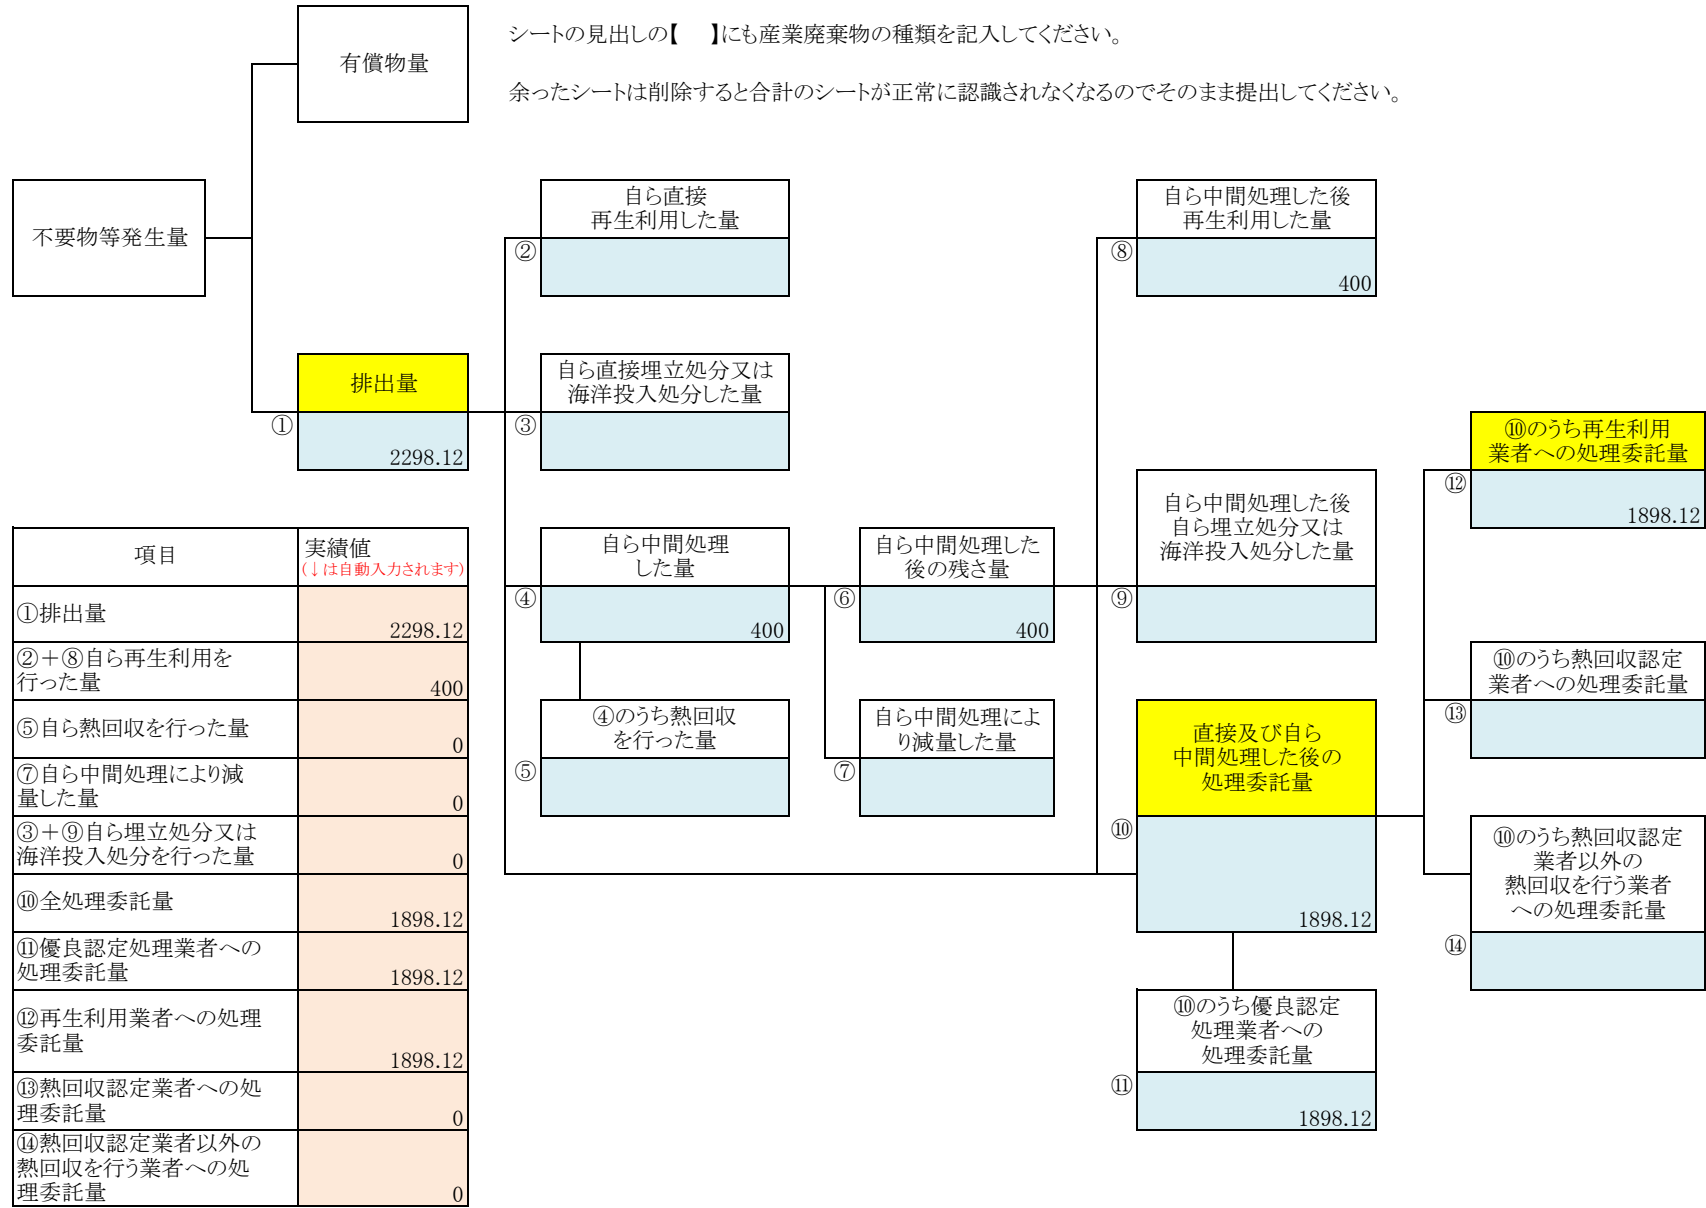 シートの見出しの【　】にも産業廃棄物の種類を記入してください。
余ったシートは削除すると合計のシートが正常に認識されなくなるのでそのまま提出してください。
有償物量
不要物等発生量
排出量
①
2298.12
自ら直接
再生利用した量
②
自ら直接埋立処分又は
海洋投入処分した量
③
自ら中間処理
した量
④
400
④のうち熱回収
を行った量
⑤
自ら中間処理した
後の残さ量
⑥
400
自ら中間処理によ
り減量した量
⑦
自ら中間処理した後
再生利用した量
⑧
400
自ら中間処理した後
自ら埋立処分又は
海洋投入処分した量
⑨
直接及び自ら
中間処理した後の
処理委託量
⑩
1898.12
⑩のうち優良認定
処理業者への
処理委託量
⑪
1898.12
⑩のうち再生利用
業者への処理委託量
⑫
1898.12
⑩のうち熱回収認定
業者への処理委託量
⑬
⑩のうち熱回収認定
業者以外の
熱回収を行う業者
への処理委託量
⑭
項目
実績値
(↓は自動入力されます)
①排出量
2298.12
②＋⑧自ら再生利用を
行った量
400
⑤自ら熱回収を行った量
0
⑦自ら中間処理により減
量した量
0
③＋⑨自ら埋立処分又は
海洋投入処分を行った量
0
⑩全処理委託量
1898.12
⑪優良認定処理業者への
処理委託量
1898.12
⑫再生利用業者への処理
委託量
1898.12
⑬熱回収認定業者への処
理委託量
0
⑭熱回収認定業者以外の
熱回収を行う業者への処
理委託量
0